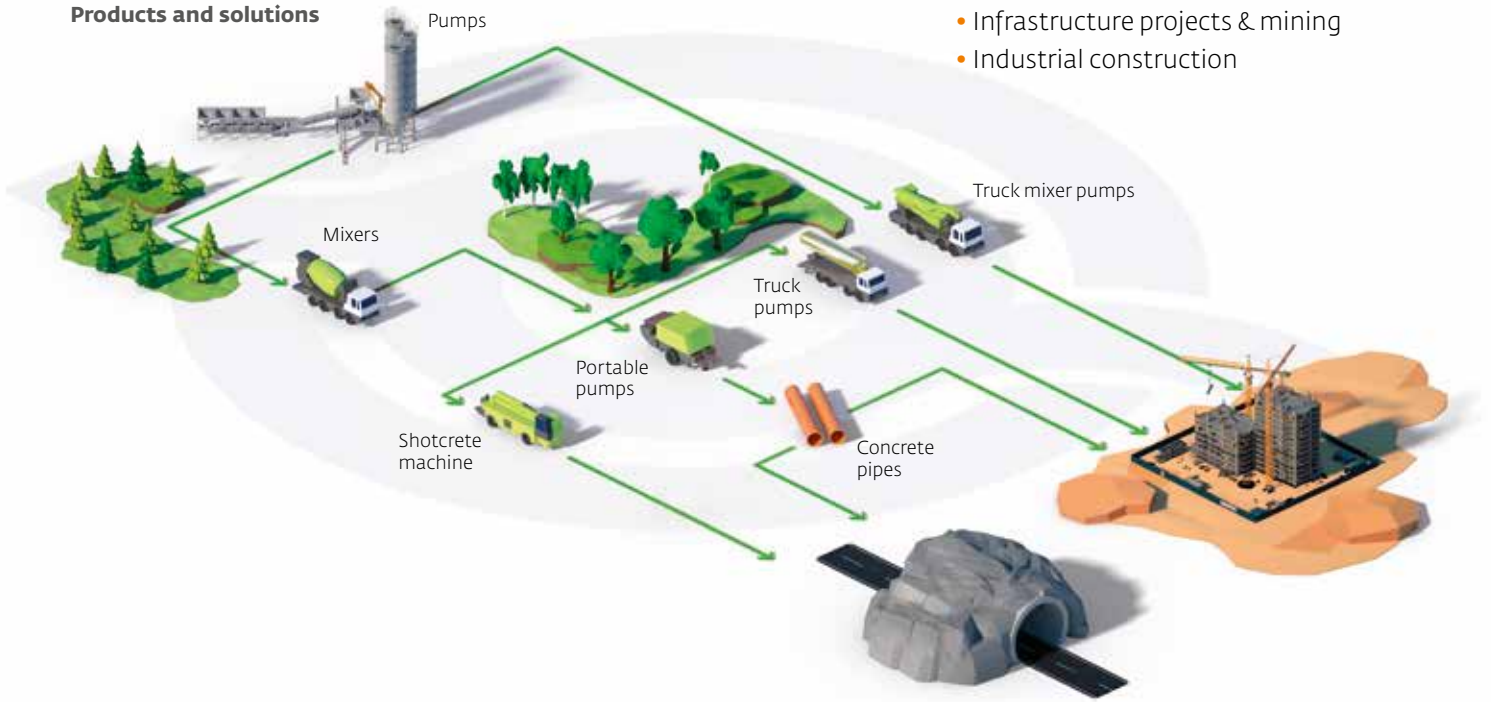 Products and solutions
Pumps
• Infrastructure projects & mining
• Industrial construction
Truck mixer pumps
Mixers
Truck
pumps
Portable
pumps
Shotcrete
machine
Concrete
pipes